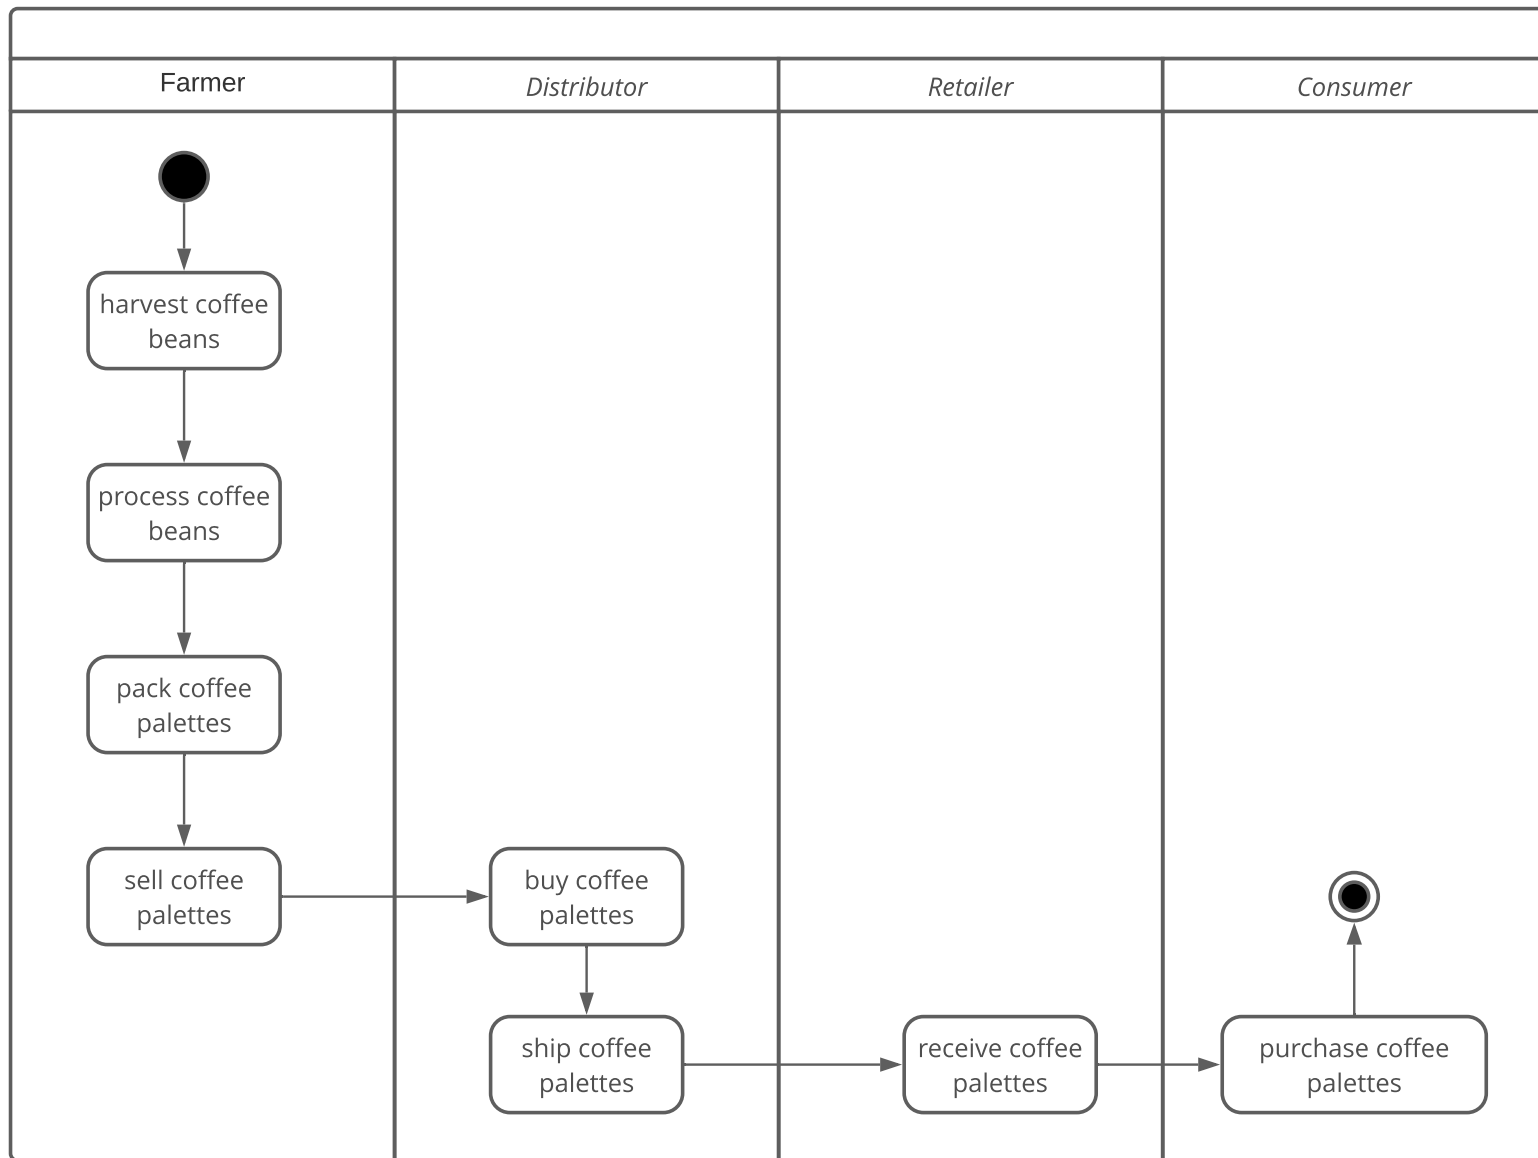 Farmer
Distributor
Retailer
Consumer
harvest coffee
beans
process coffee
beans
pack coffee
palettes
sell coffee
palettes
buy coffee
palettes
ship coffee
palettes
receive coffee
palettes
purchase coffee
palettes